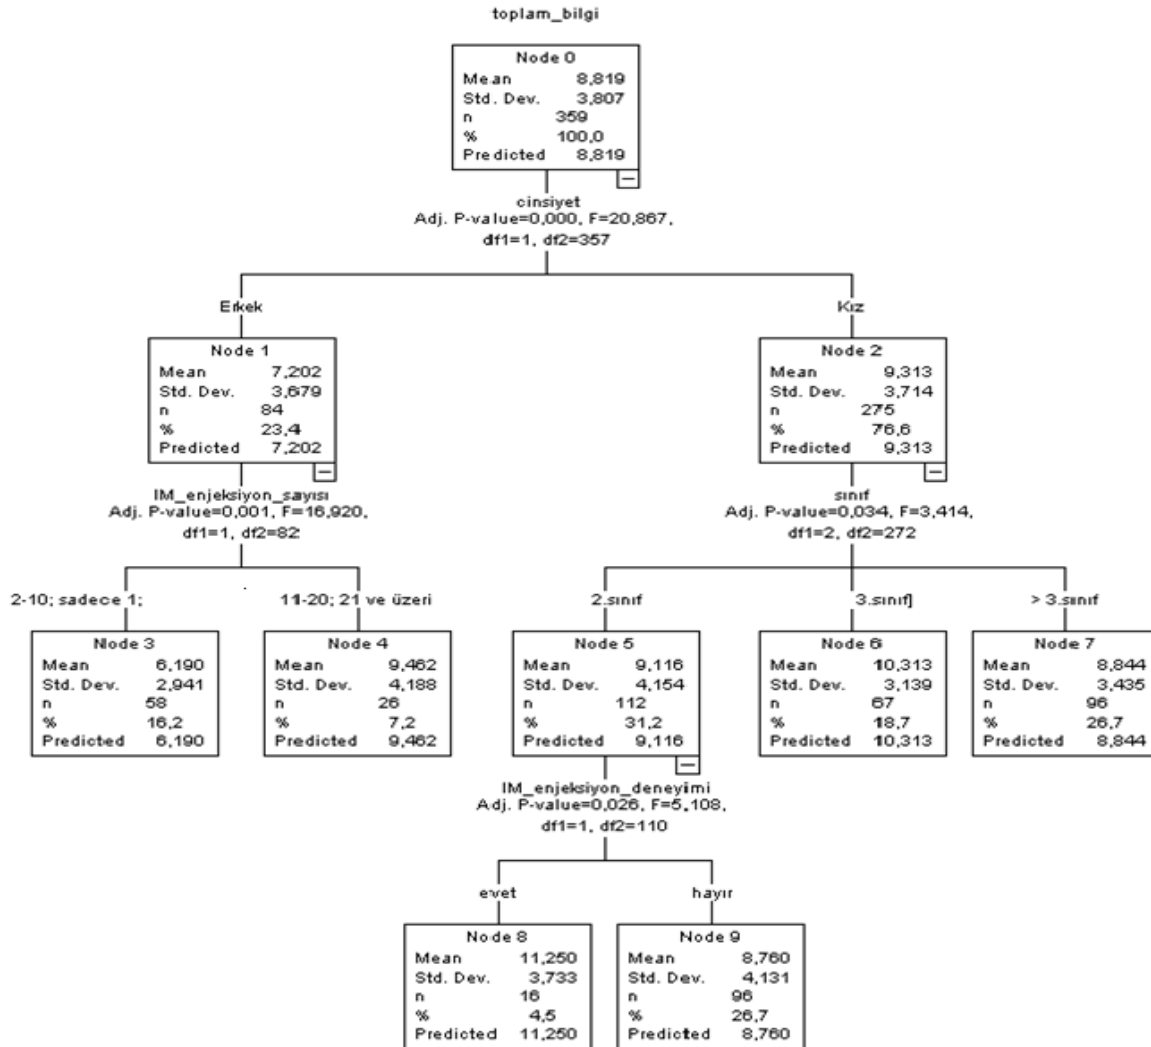 toplam_bilgi
Node 0
Mean 8,819
Std. Dev. 3,807
n 359
% 100,0
Predicted 8,819
cinsiyet
Adj. P-value=0,000, F=20,867,
df1=1, df2=357
Erkek
Kız
Node 1
Mean 7,202
Std. Dev. 3,679
n 84
% 23,4
Predicted 7,202
Node 2
Mean 9,313
Std. Dev. 3,714
n 275
% 76,6
Predicted 9,313
IM_enjeksiyon_sayısı
Adj. P-value=0,001, F=16,920,
df1=1, df2=82
sınıf
Adj. P-value=0,034, F=3,414,
df1=2, df2=272
2-10; sadece 1;
11-20; 21 ve üzeri
2.sınıf
3.sınıf]
> 3.sınıf
Node 3
Mean 6,190
Std. Dev. 2,941
n 58
% 16,2
Predicted 6,190
Node 4
Mean 9,462
Std. Dev. 4,188
n 26
% 7,2
Predicted 9,462
Node 5
Mean 9,116
Std. Dev. 4,154
n 112
% 31,2
Predicted 9,116
Node 6
Mean 10,313
Std. Dev. 3,139
n 67
% 18,7
Predicted 10,313
Node 7
Mean 8,844
Std. Dev. 3,435
n 96
% 26,7
Predicted 8,844
IM_enjeksiyon_deneyimi
Adj. P-value=0,026, F=5,108,
df1=1, df2=110
evet
hayır
Node 8
Mean 11,250
Std. Dev. 3,733
n 16
% 4,5
Predicted 11,250
Node 9
Mean 8,760
Std. Dev. 4,131
n 96
% 26,7
Predicted 8,760